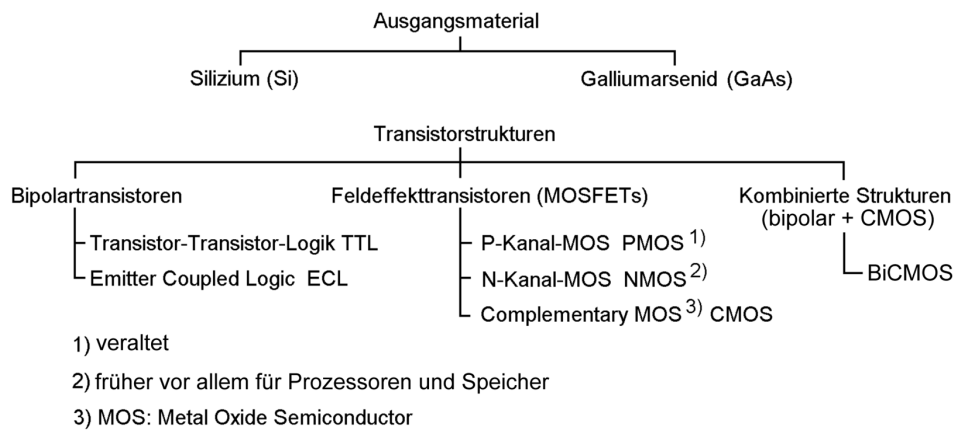 Ausgangsmaterial
Silizium (Si)
Galliumarsenid (GaAs)
Transistorstrukturen
Bipolartransistoren
Transistor-Transistor-Logik TTL
Emitter Coupled Logic ECL
Feldeffekttransistoren (MOSFETs)
P-Kanal-MOS PMOS 1)
N-Kanal-MOS NMOS 2)
Complementary MOS 3) CMOS
Kombinierte Strukturen
(bipolar + CMOS)
BiCMOS
1) veraltet
2) früher vor allem für Prozessoren und Speicher
3) MOS: Metal Oxide Semiconductor